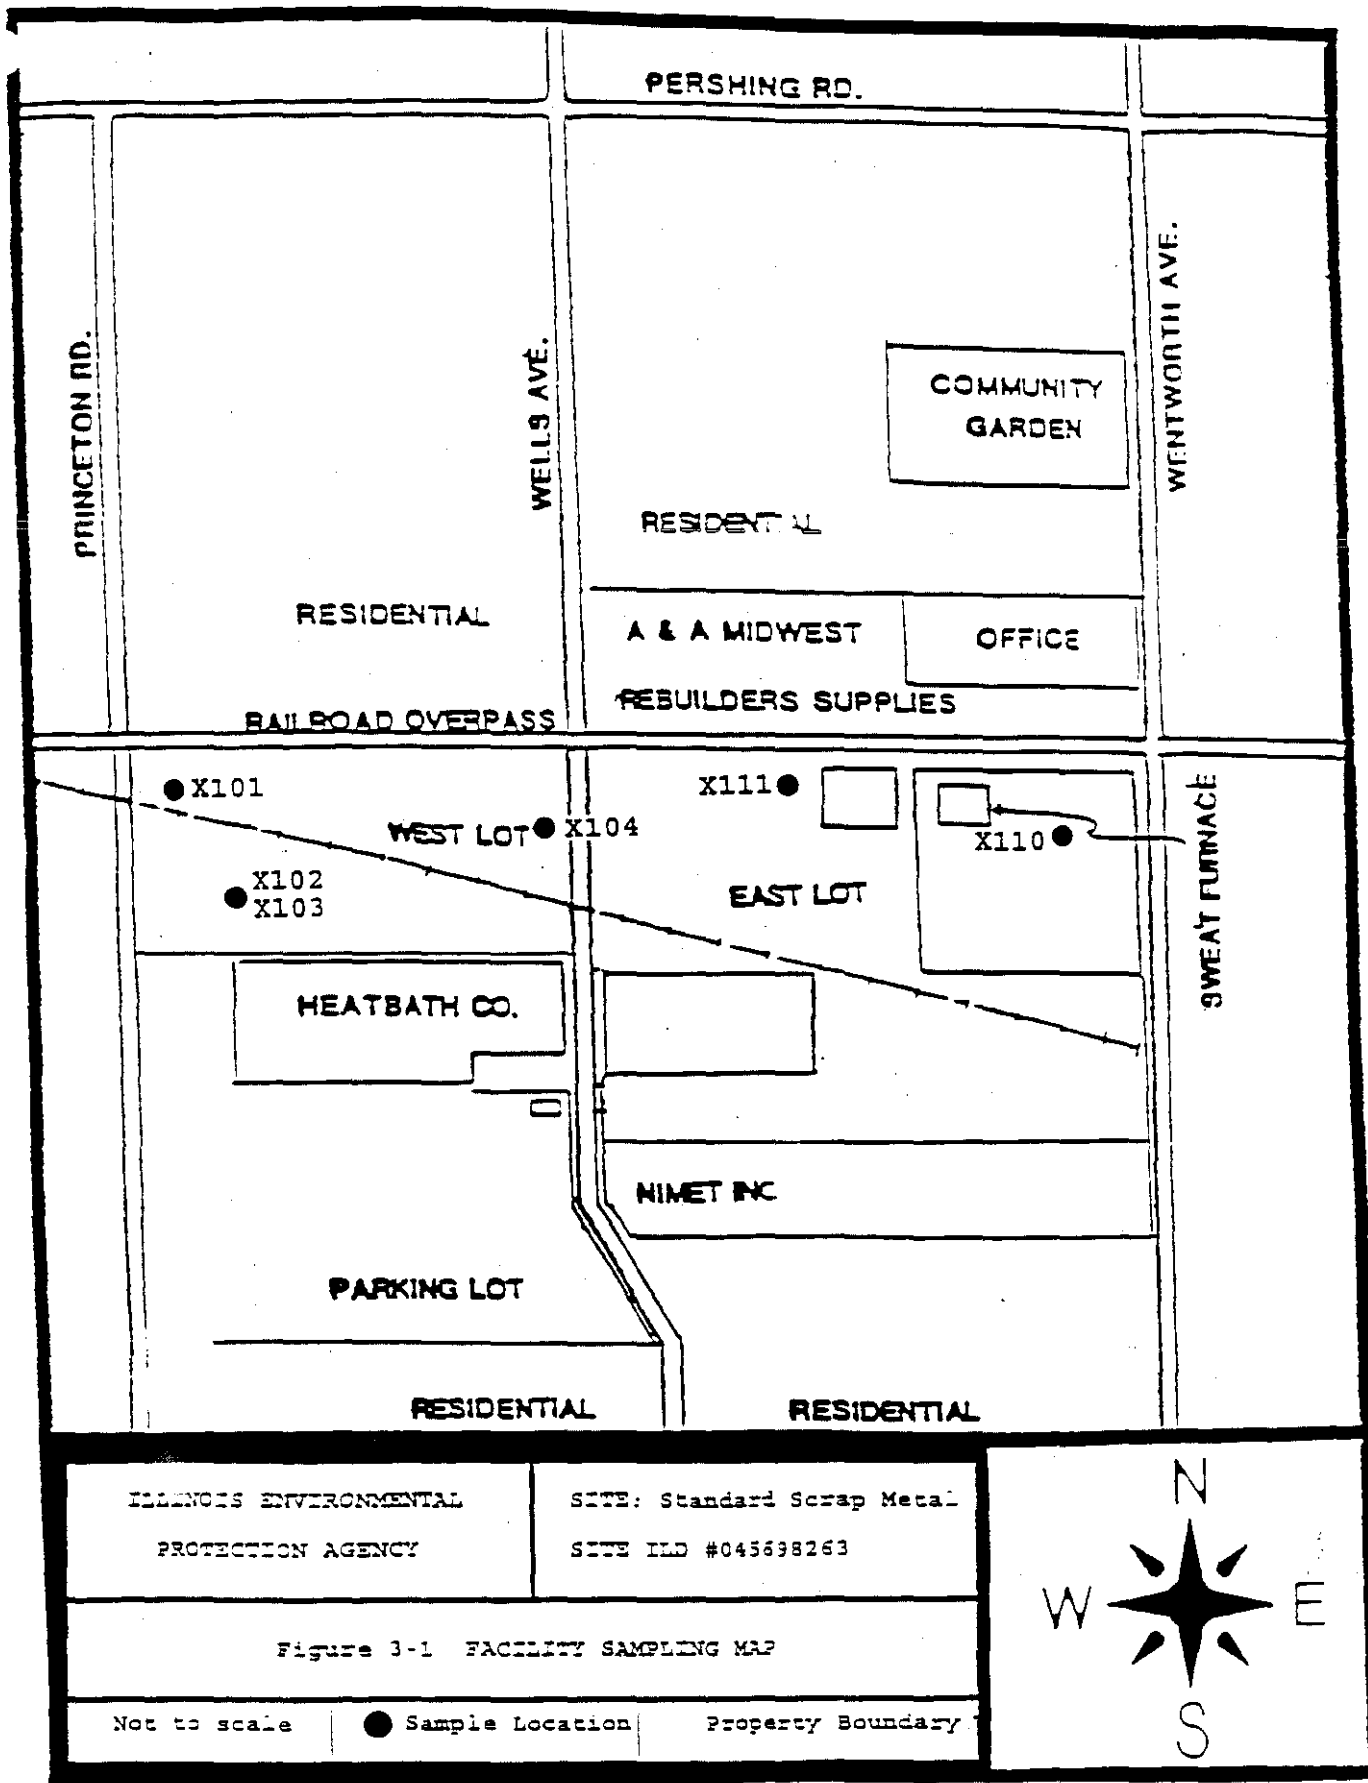 PERSHING RD.
PRINCETON RD.
WELLS AVE.
WENTWORTH AVE.
COMMUNITY
GARDEN
RESIDENTIAL
RESIDENTIAL
A & A MIDWEST
OFFICE
REBUILDERS SUPPLIES
RAILROAD OVERPASS
X101
X111
WEST LOT
X104
X110
SWEAT FURNACE
X102
X103
EAST LOT
HEATBATH CO.
NIMET INC
PARKING LOT
RESIDENTIAL
RESIDENTIAL
ILLINOIS ENVIRONMENTAL
PROTECTION AGENCY
SITE: Standard Scrap Metal
SITE ILD #045698263
Figure 3-1 FACILITY SAMPLING MAP
Not to scale
Sample Location
Property Boundary
N
W
E
S